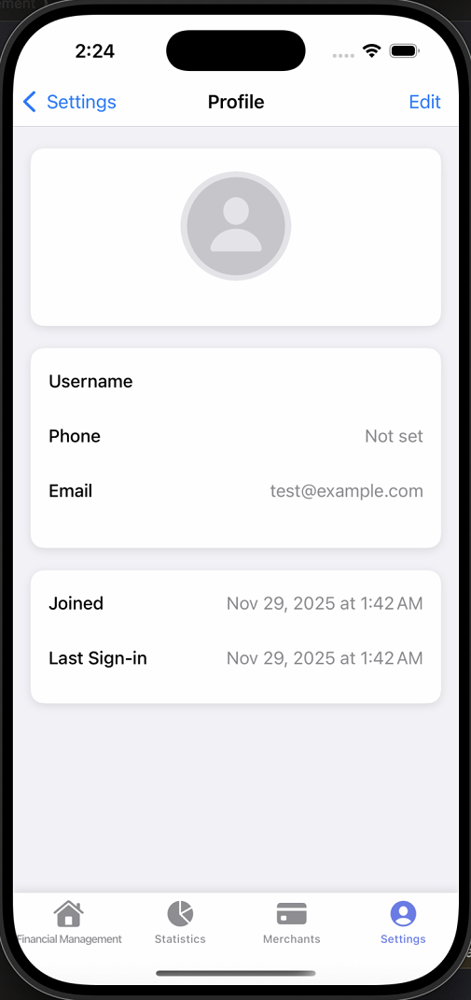 ement
2:24
Settings
Profile
Edit
Username
Phone
Not set
Email
test@example.com
Joined
Nov 29, 2025 at 1:42 AM
Last Sign-in
Nov 29, 2025 at 1:42 AM
Financial Management
Statistics
Merchants
Settings